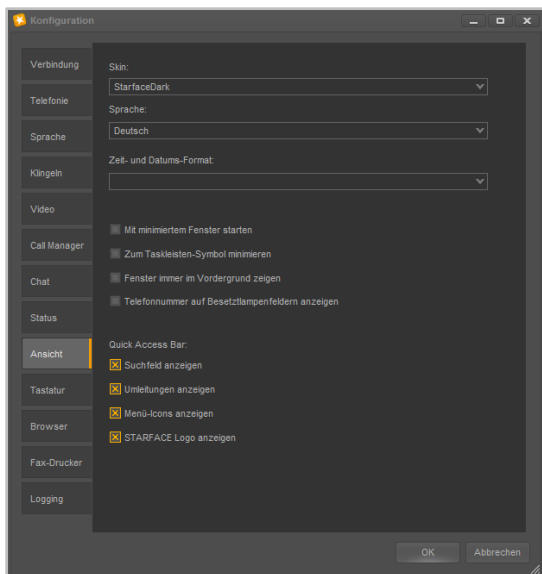 Konfiguration
Verbindung
Telefonie
Sprache
Klingeln
Video
Call Manager
Chat
Status
Ansicht
Tastatur
Browser
Fax-Drucker
Logging
Skin:
StarfaceDark
Sprache:
Deutsch
Zeit- und Datums-Format:
Mit minimiertem Fenster starten
Zum Taskleisten-Symbol minimieren
Fenster immer im Vordergrund zeigen
Telefonnummer auf Besetztlampenfeldern anzeigen
Quick Access Bar:
Suchfeld anzeigen
Umleitungen anzeigen
Menü-Icons anzeigen
STARFACE Logo anzeigen
OK
Abbrechen